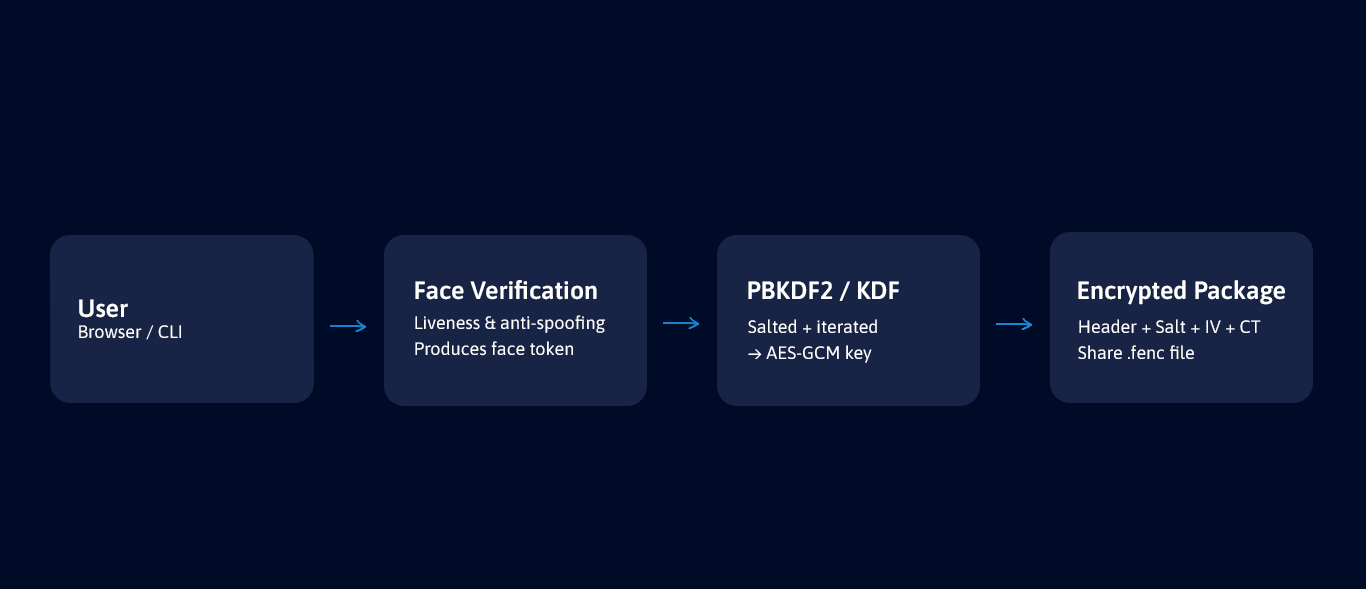 User
Browser / CLI
Face Verification
Liveness & anti-spoofing
Produces face token
PBKDF2 / KDF
Salted + iterated
→ AES-GCM key
Encrypted Package
Header + Salt + IV + CT
Share .fenc file